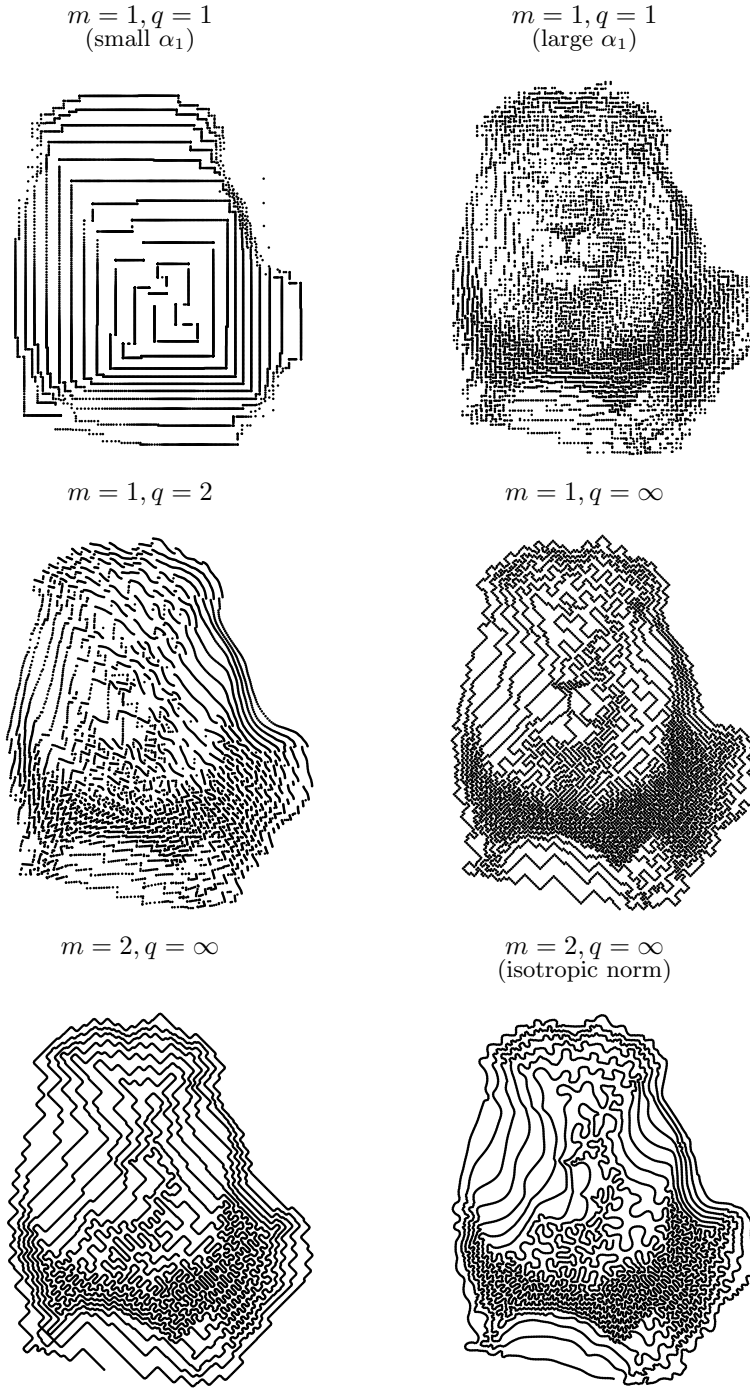 m = 1, q = 1
(small α₁)
m = 1, q = 1
(large α₁)
m = 1, q = 2
m = 1, q = ∞
m = 2, q = ∞
m = 2, q = ∞
(isotropic norm)